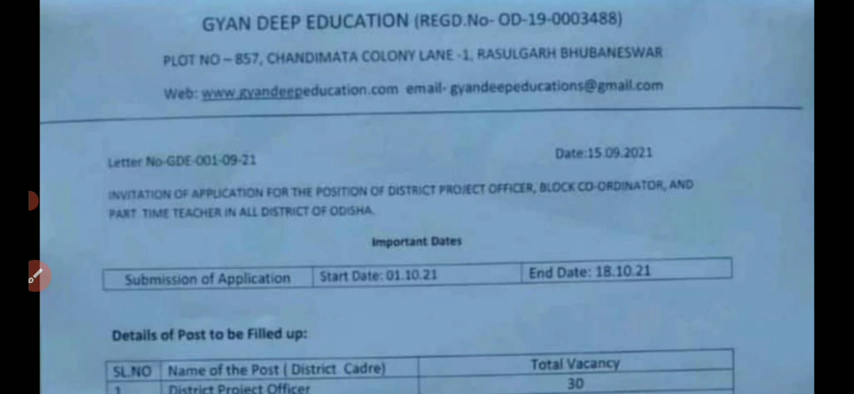 GYAN DEEP EDUCATION (REGD.No- OD-19-0003488)
PLOT NO – 857, CHANDIMATA COLONY LANE -1, RASULGARH BHUBANESWAR
Web: www.gyandeepeducation.com email- gyandeepeducations@gmail.com
Letter No-GDE-001-09-21 Date:15.09.2021
INVITATION OF APPLICATION FOR THE POSITION OF DISTRICT PROJECT OFFICER, BLOCK CO-ORDINATOR, AND
PART TIME TEACHER IN ALL DISTRICT OF ODISHA.
Important Dates
Submission of Application Start Date: 01.10.21 End Date: 18.10.21
Details of Post to be Filled up:
SL.NO Name of the Post ( District Cadre) Total Vacancy
1 District Project Officer 30